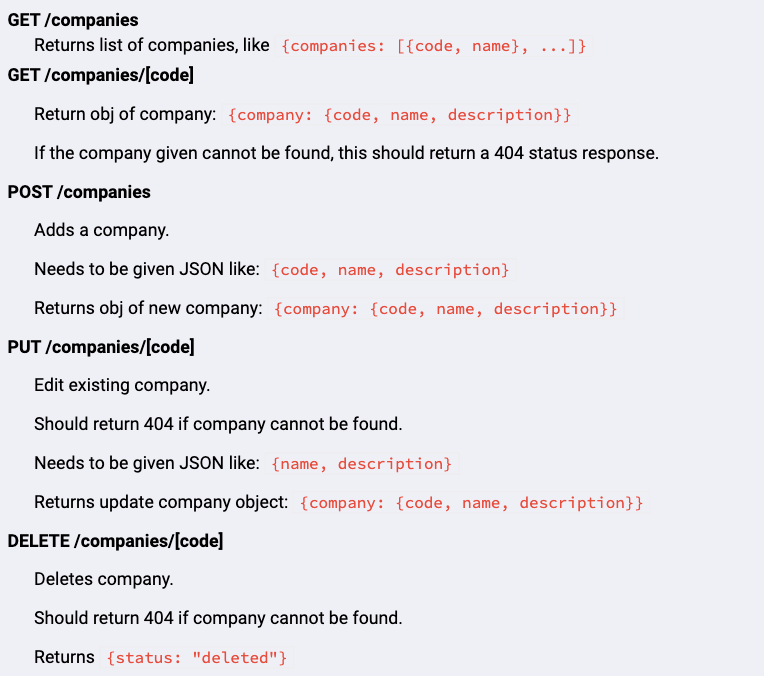 GET /companies
Returns list of companies, like {companies: [{code, name}, ...]}
GET /companies/[code]
Return obj of company: {company: {code, name, description}}
If the company given cannot be found, this should return a 404 status response.
POST /companies
Adds a company.
Needs to be given JSON like: {code, name, description}
Returns obj of new company: {company: {code, name, description}}
PUT /companies/[code]
Edit existing company.
Should return 404 if company cannot be found.
Needs to be given JSON like: {name, description}
Returns update company object: {company: {code, name, description}}
DELETE /companies/[code]
Deletes company.
Should return 404 if company cannot be found.
Returns {status: "deleted"}